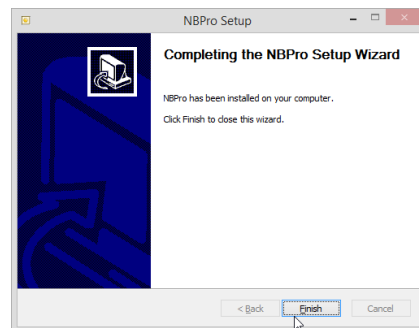 NBPro Setup
Completing the NBPro Setup Wizard
NBPro has been installed on your computer.
Click Finish to close this wizard.
< Back
Finish
Cancel